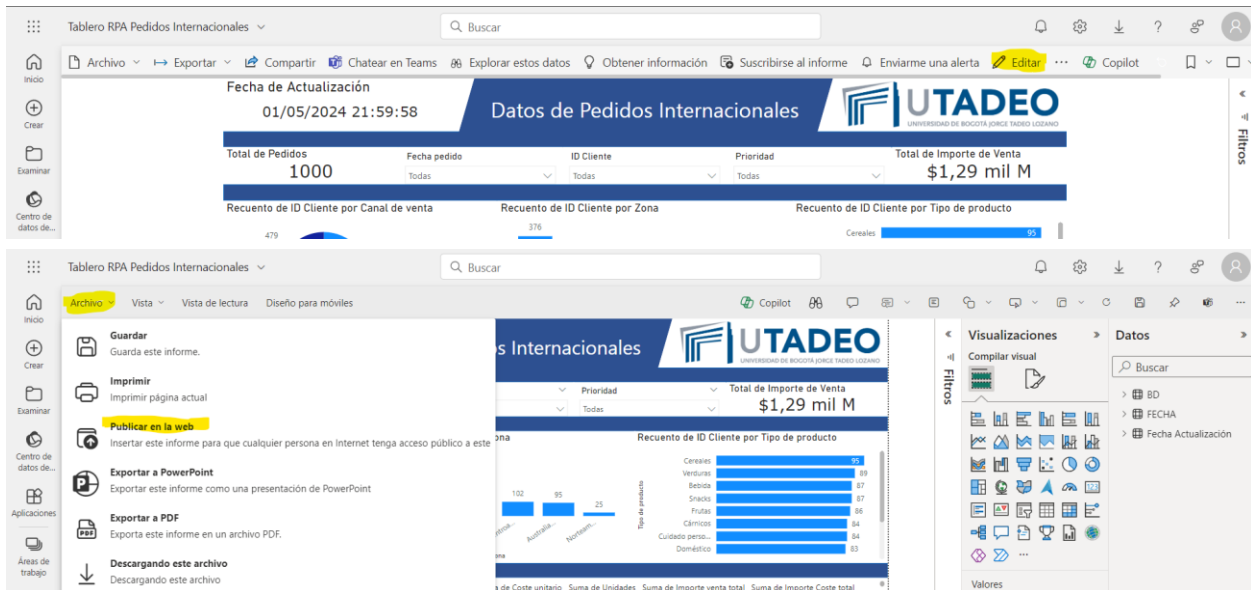 Tablero RPA Pedidos Internacionales
Buscar
Inicio
Crear
Examinar
Centro de
datos de...
Archivo
Exportar
Compartir
Chatear en Teams
Explorar estos datos
Obtener información
Suscribirse al informe
Enviarme una alerta
Editar
Copilot
Fecha de Actualización
01/05/2024 21:59:58
Datos de Pedidos Internacionales
UTADEO
UNIVERSIDAD DE BOGOTÁ JORGE TADEO LOZANO
Filtros
Total de Pedidos
1000
Fecha pedido
Todas
ID Cliente
Todas
Prioridad
Todas
Total de Importe de Venta
$1,29 mil M
Recuento de ID Cliente por Canal de venta
479
Recuento de ID Cliente por Zona
376
Recuento de ID Cliente por Tipo de producto
Cereales
95
Tablero RPA Pedidos Internacionales
Buscar
Inicio
Crear
Examinar
Centro de
datos de...
Aplicaciones
Áreas de
trabajo
Archivo
Vista
Vista de lectura
Diseño para móviles
Copilot
Guardar
Guarda este informe.
Imprimir
Imprimir página actual
Publicar en la web
Insertar este informe para que cualquier persona en Internet tenga acceso público a este
Exportar a PowerPoint
Exportar este informe como una presentación de PowerPoint
Exportar a PDF
Exporta este informe en un archivo PDF.
Descargando este archivo
Descargando este archivo
s Internacionales
UTADEO
UNIVERSIDAD DE BOGOTÁ JORGE TADEO LOZANO
Prioridad
Todas
Total de Importe de Venta
$1,29 mil M
ona
102
95
25
Australia...
Norteam...
Recuento de ID Cliente por Tipo de producto
Tipo de producto
Cereales 95
Verduras 89
Bebida 87
Snacks 87
Frutas 86
Cárnicos 84
Cuidado perso... 84
Doméstico 83
a de Coste unitario
Suma de Unidades
Suma de Importe venta total
Suma de Importe Coste total
Filtros
Visualizaciones
Compilar visual
Valores
Datos
Buscar
BD
FECHA
Fecha Actualización